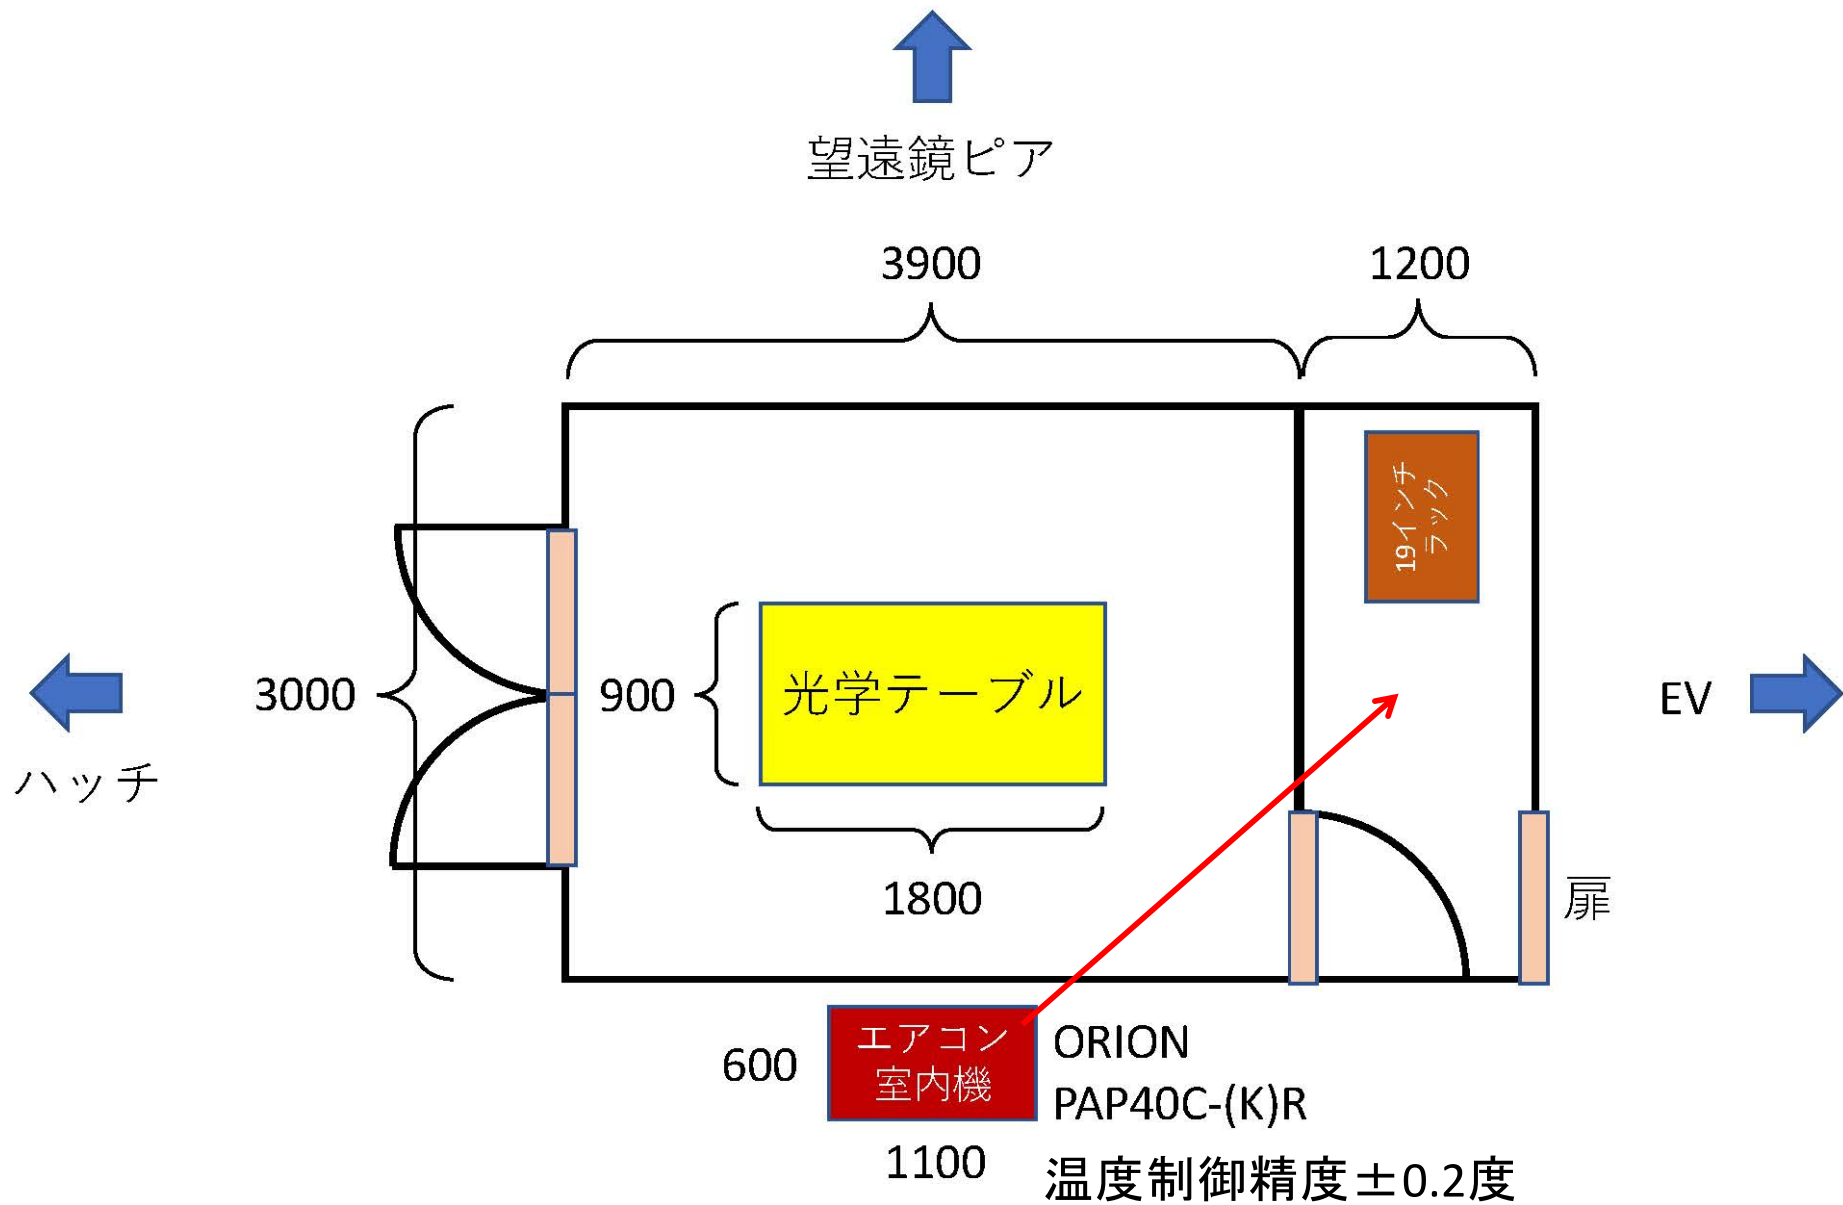 望遠鏡ピア
3900
1200
19インチ
ラック
3000
900
光学テーブル
EV
ハッチ
1800
扉
エアコン
室内機
600
ORION
PAP40C-(K)R
1100
温度制御精度±0.2度